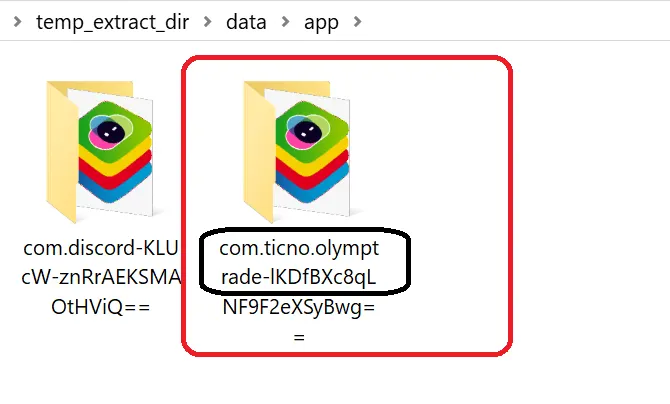 temp_extract_dir > data > app >
com.discord-KLU
cW-znRrAEKSMA
OtHViQ==
com.ticno.olympt
rade-lKDfBXc8qL
NF9F2eXSyBwg=
=